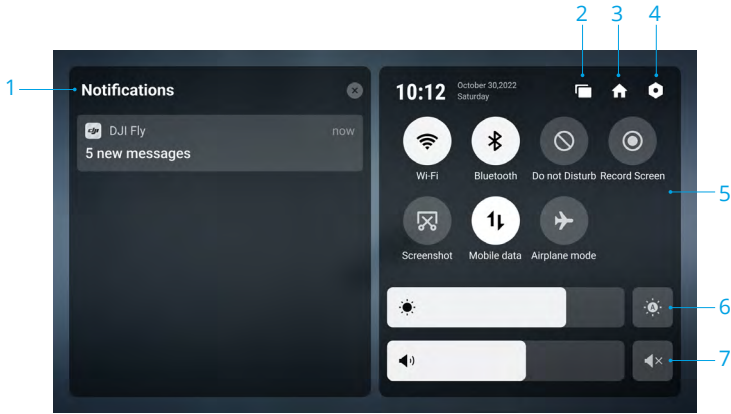 2 3 4
1
Notifications
DJI Fly now
5 new messages
10:12
October 30,2022
Saturday
Wi-Fi Bluetooth Do not Disturb Record Screen
5
Screenshot Mobile data Airplane mode
A
6
7